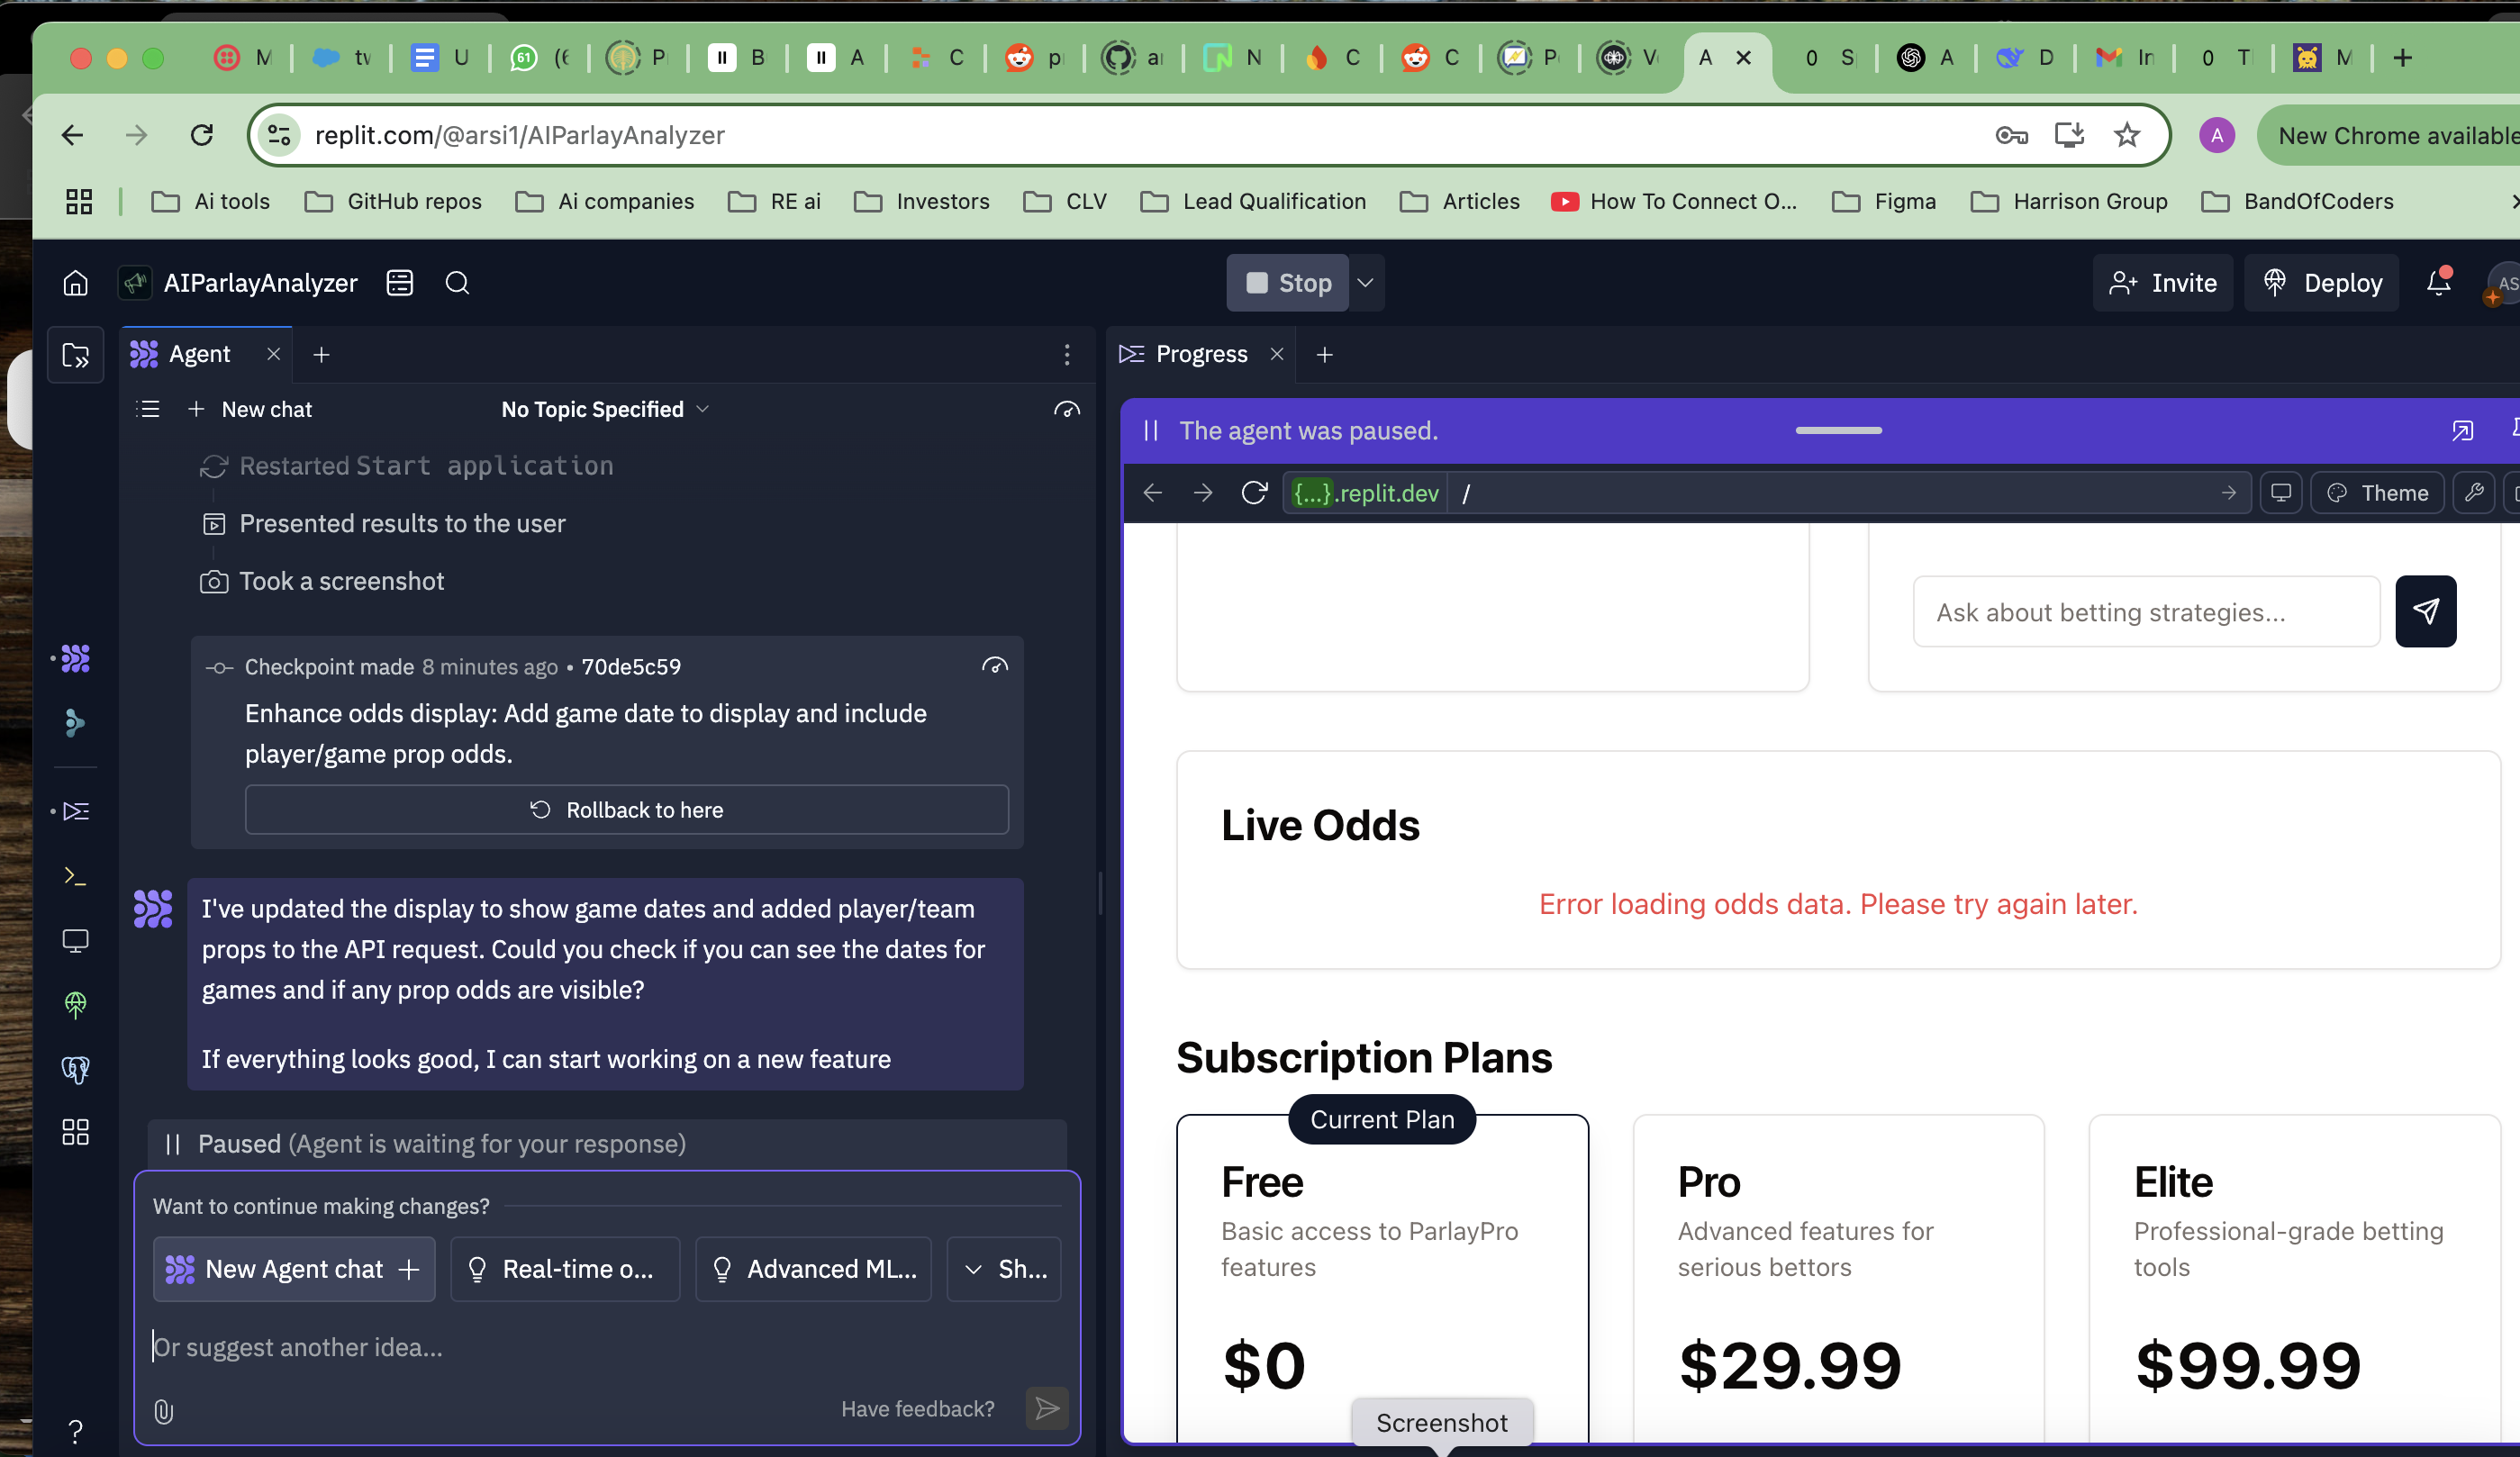 M
tw
U
61
(6
P
B
A
C
p
ai
N
C
C
P
V
A
0 S
A
D
In
0 T
M
replit.com/@arsi1/AIParlayAnalyzer
A
New Chrome available
Ai tools
GitHub repos
Ai companies
RE ai
Investors
CLV
Lead Qualification
Articles
How To Connect O...
Figma
Harrison Group
BandOfCoders
AIParlayAnalyzer
Stop
Invite
Deploy
AS
Agent
Progress
New chat
No Topic Specified
The agent was paused.
Restarted Start application
{...}.replit.dev
/
Theme
Presented results to the user
Took a screenshot
Ask about betting strategies...
Checkpoint made 8 minutes ago • 70de5c59
Enhance odds display: Add game date to display and include
player/game prop odds.
Rollback to here
Live Odds
Error loading odds data. Please try again later.
I've updated the display to show game dates and added player/team
props to the API request. Could you check if you can see the dates for
games and if any prop odds are visible?
If everything looks good, I can start working on a new feature
Subscription Plans
Current Plan
Paused (Agent is waiting for your response)
Want to continue making changes?
New Agent chat
Real-time o...
Advanced ML...
Sh...
Or suggest another idea...
Have feedback?
Free
Basic access to ParlayPro
features
$0
Pro
Advanced features for
serious bettors
$29.99
Elite
Professional-grade betting
tools
$99.99
Screenshot
?